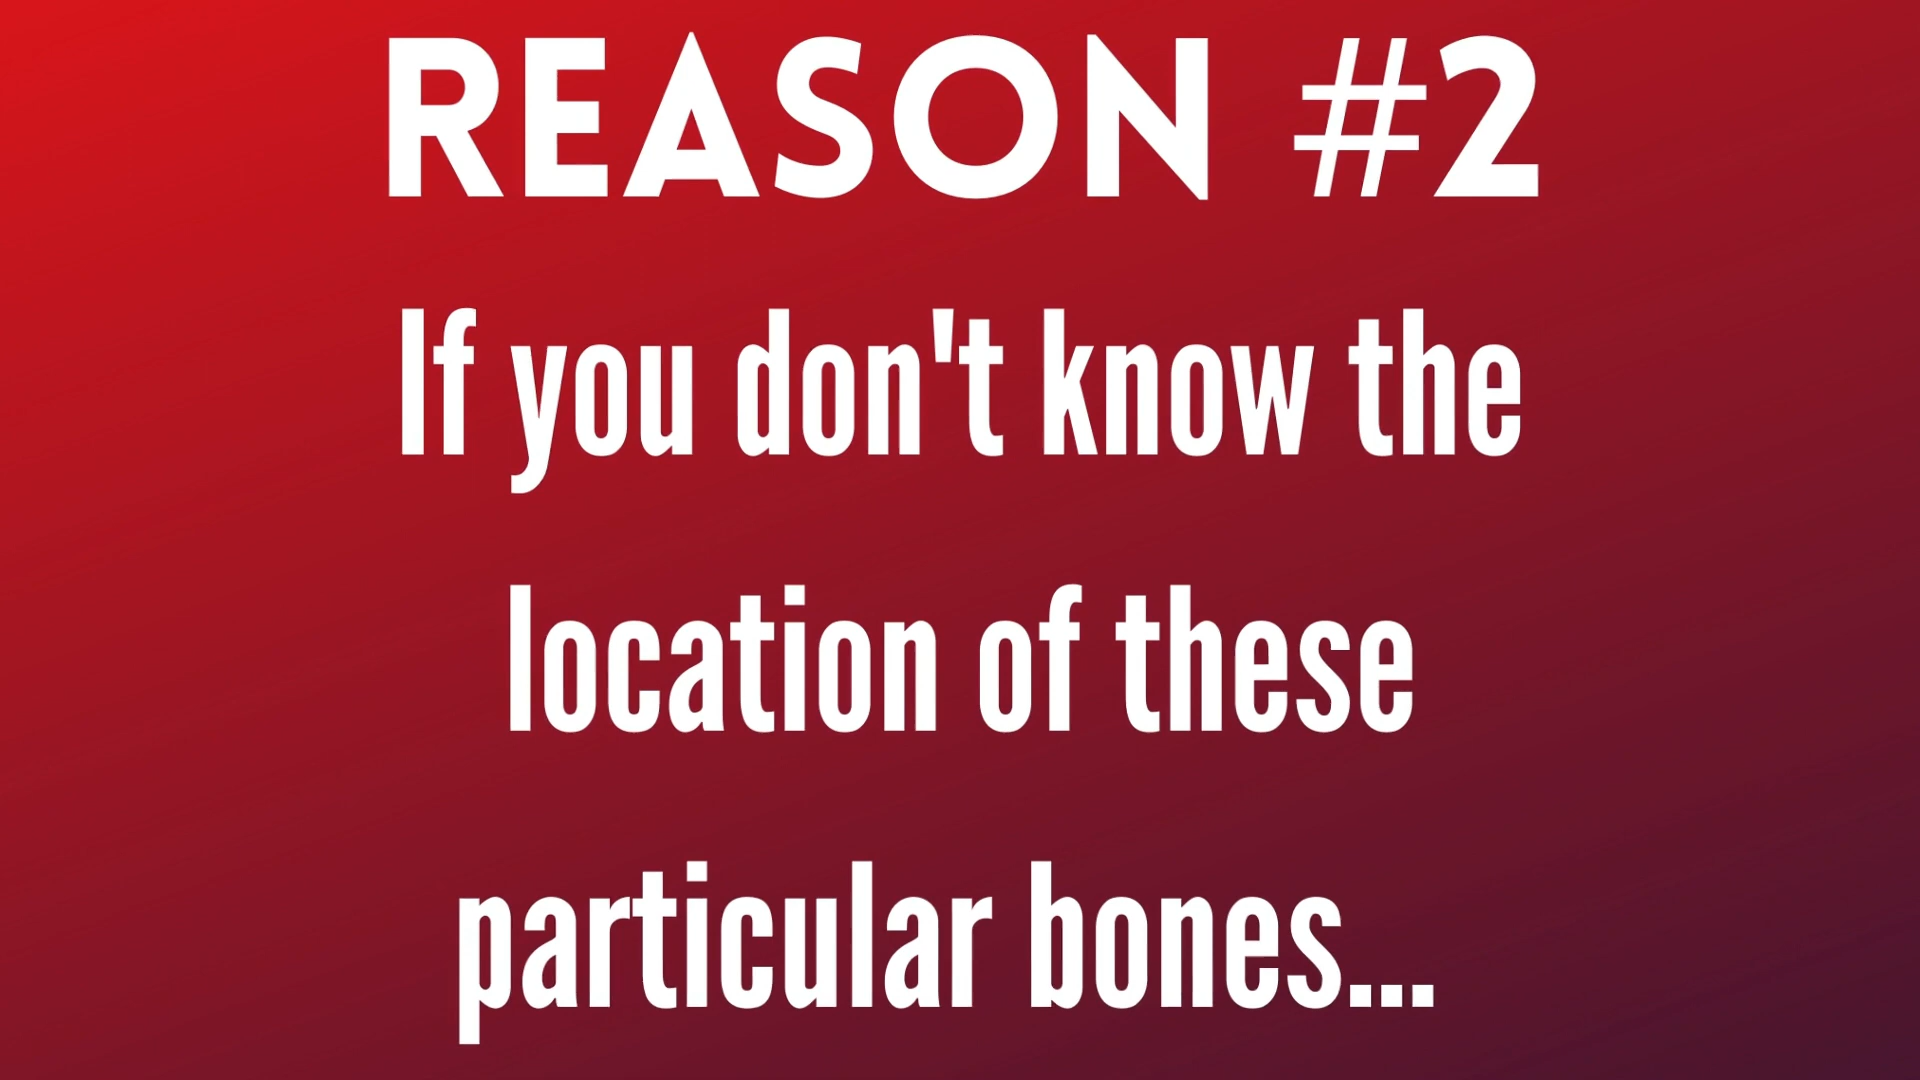 REASON #2
If you don't know the
location of these
particular bones...